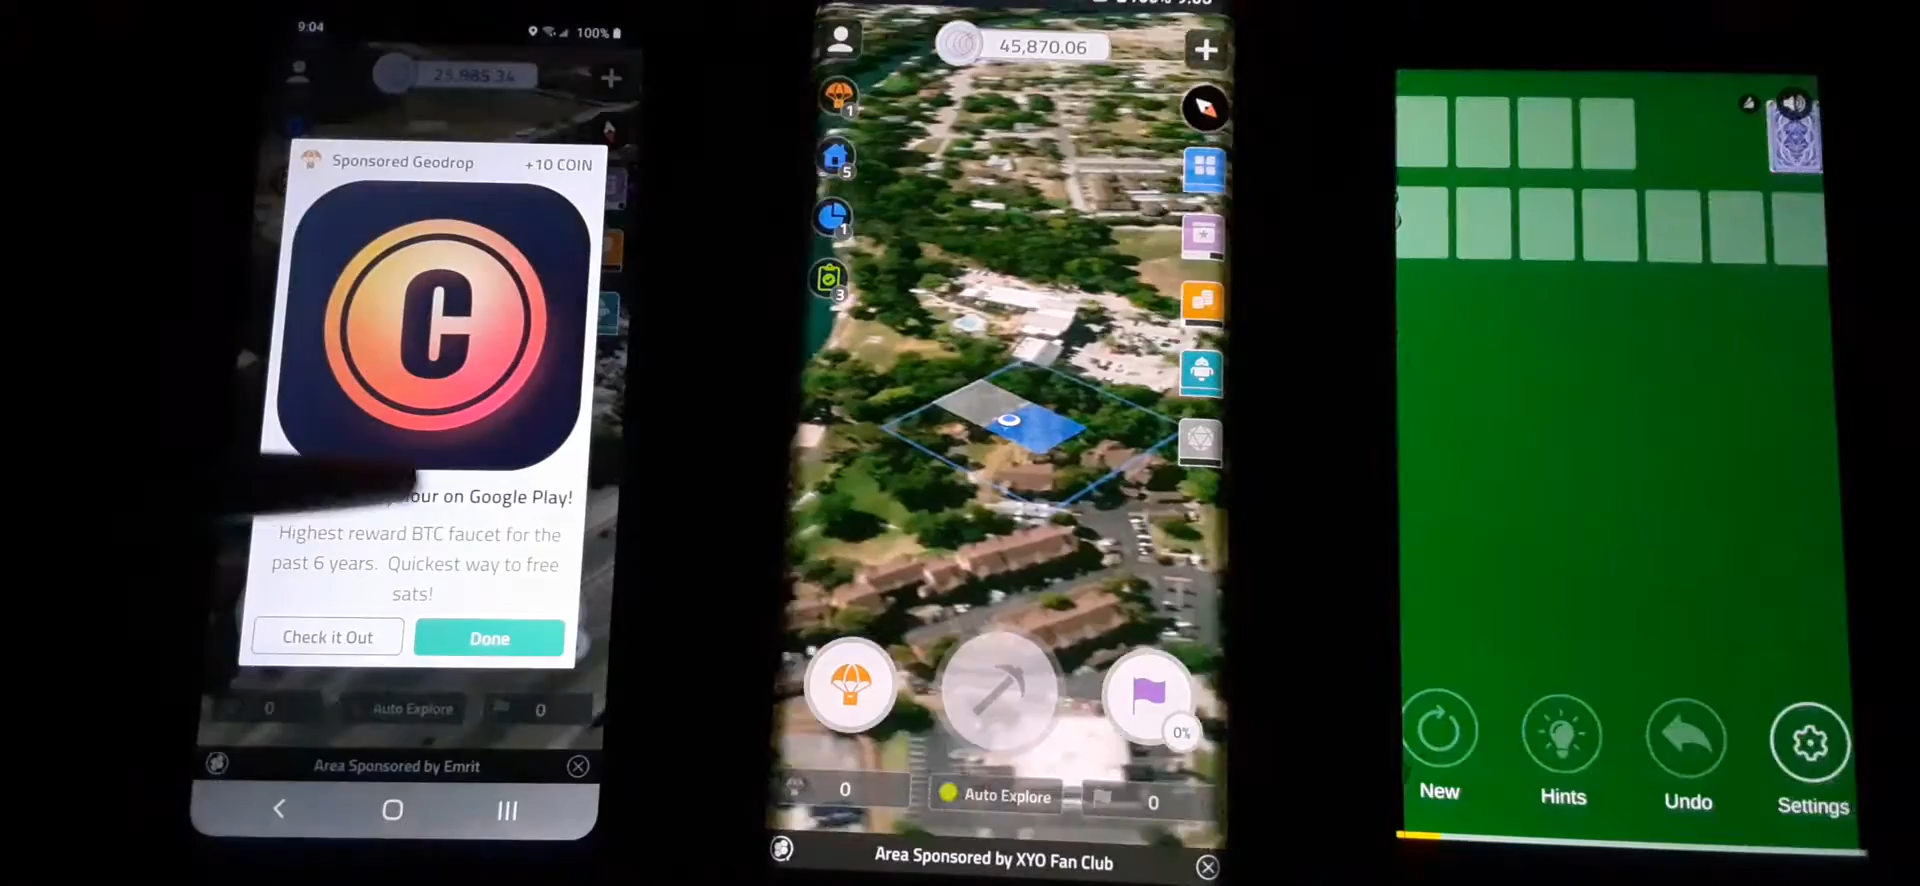 9:04
100%
25,985.34
Sponsored Geodrop
+10 COIN
C
our on Google Play!
Highest reward BTC faucet for the
past 6 years. Quickest way to free
sats!
Check it Out
Done
0
Auto Explore
0
Area Sponsored by Emrit
45,870.06
1
5
1
3
0%
0
Auto Explore
0
Area Sponsored by XYO Fan Club
New
Hints
Undo
Settings